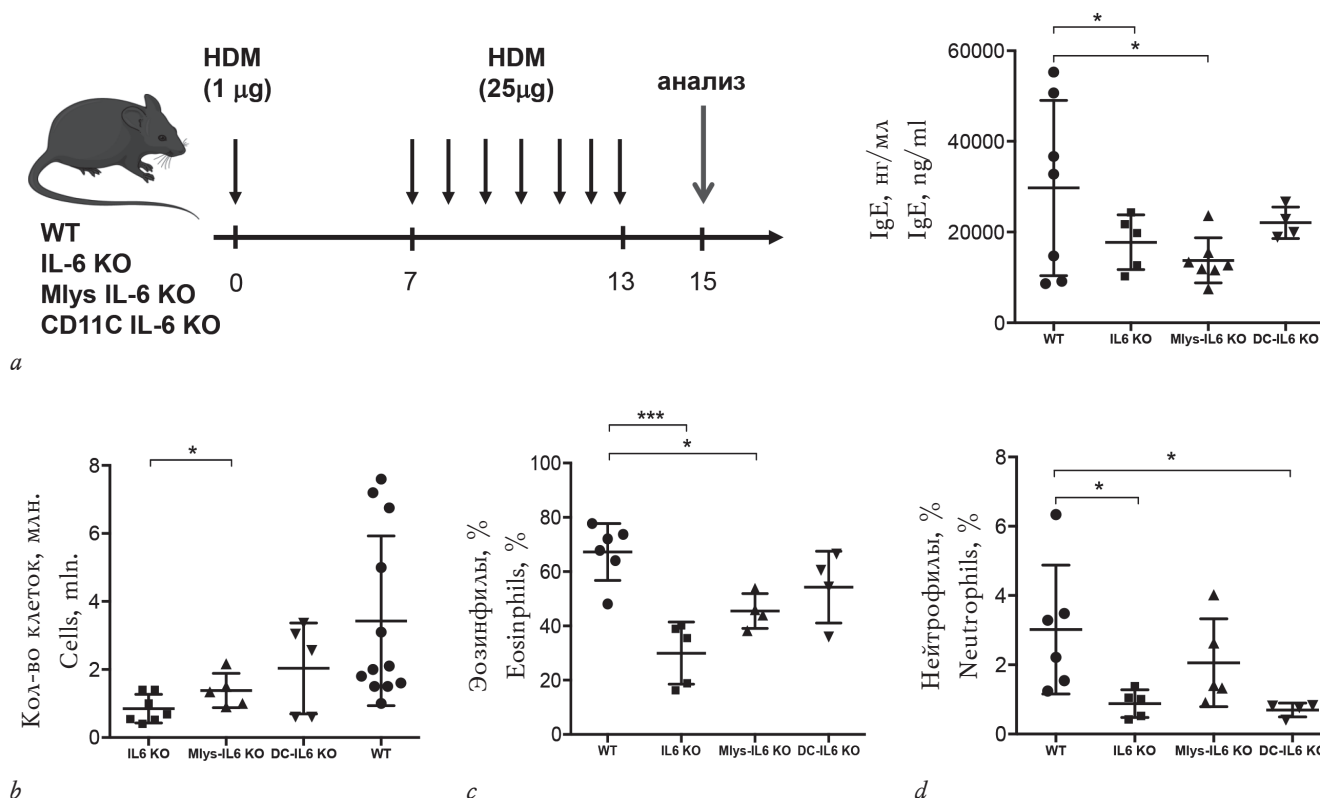 HDM
(1 µg)
HDM
(25µg)
анализ
WT
IL-6 KO
Mlys IL-6 KO
CD11C IL-6 KO
0
7
13
15
a
*
*
60000
40000
20000
0
IgE, нг/мл
IgE, ng/ml
WT
IL6 KO
Mlys-IL6 KO
DC-IL6 KO
*
8
6
4
2
0
Кол-во клеток, млн.
Cells, mln.
IL6 KO
Mlys-IL6 KO
DC-IL6 KO
WT
b
***
*
100
80
60
40
20
0
Эозинфилы, %
Eosinphils, %
WT
IL6 KO
Mlys-IL6 KO
DC-IL6 KO
c
*
*
8
6
4
2
0
Нейтрофилы, %
Neutrophils, %
WT
IL6 KO
Mlys-IL6 KO
DC-IL6 KO
d